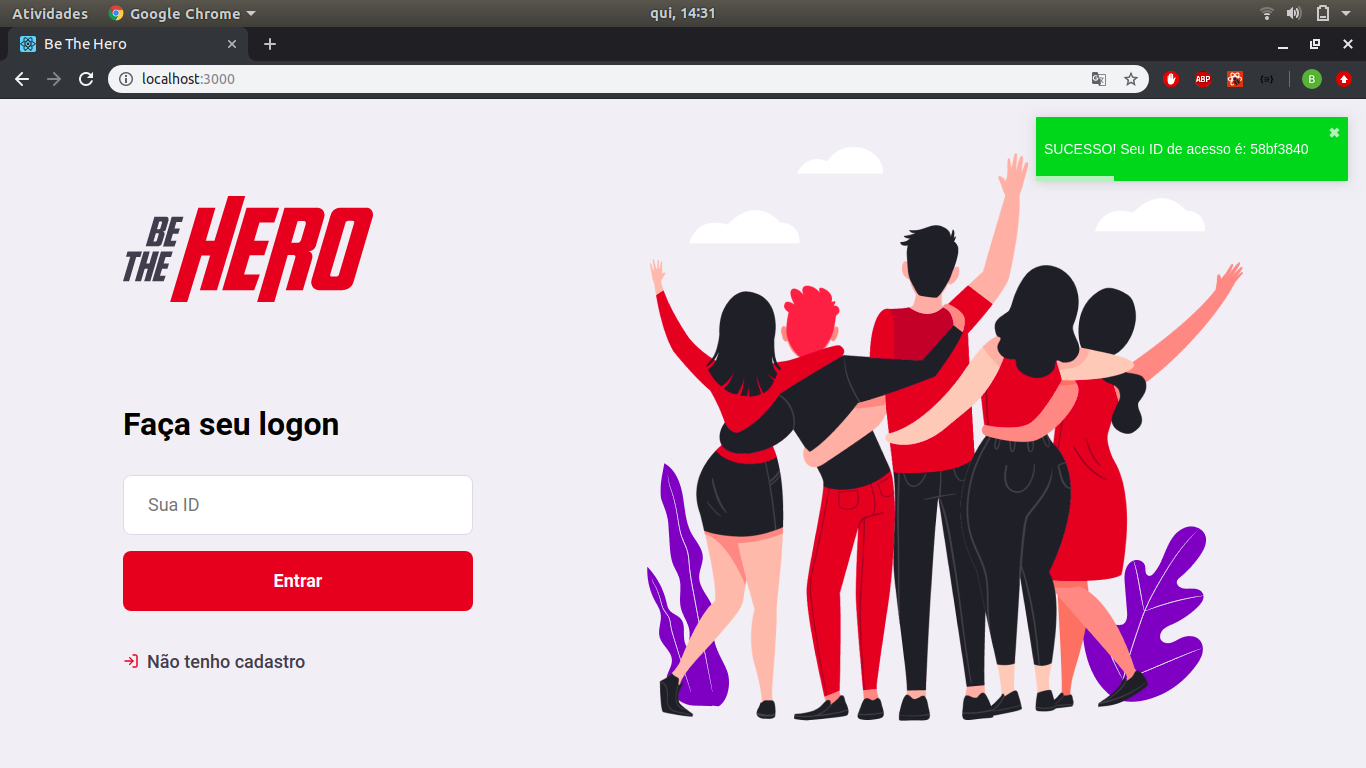 Atividades Google Chrome qui, 14:31
Be The Hero
localhost:3000
ABP
B
SUCESSO! Seu ID de acesso é: 58bf3840
BE
THE HERO
Faça seu logon
Sua ID
Entrar
Não tenho cadastro